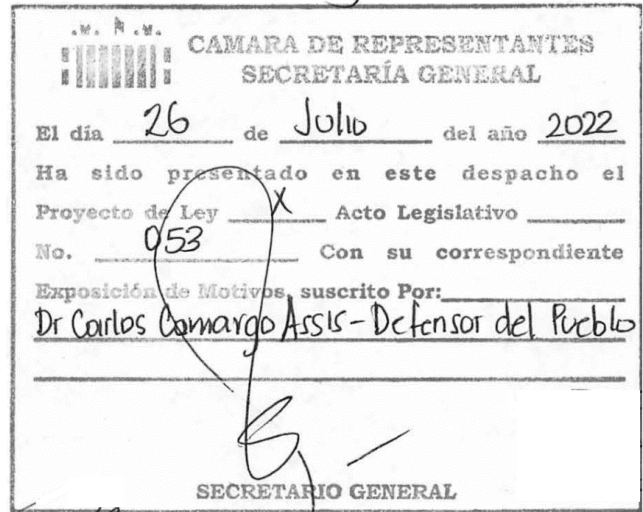 CAMARA DE REPRESENTANTES
SECRETARÍA GENERAL
El día 26 de Julio del año 2022
Ha sido presentado en este despacho el
Proyecto de Ley X Acto Legislativo
No. 053 Con su correspondiente
Exposición de Motivos, suscrito Por:
Dr Carlos Camargo Assis - Defensor del Pueblo
SECRETARIO GENERAL